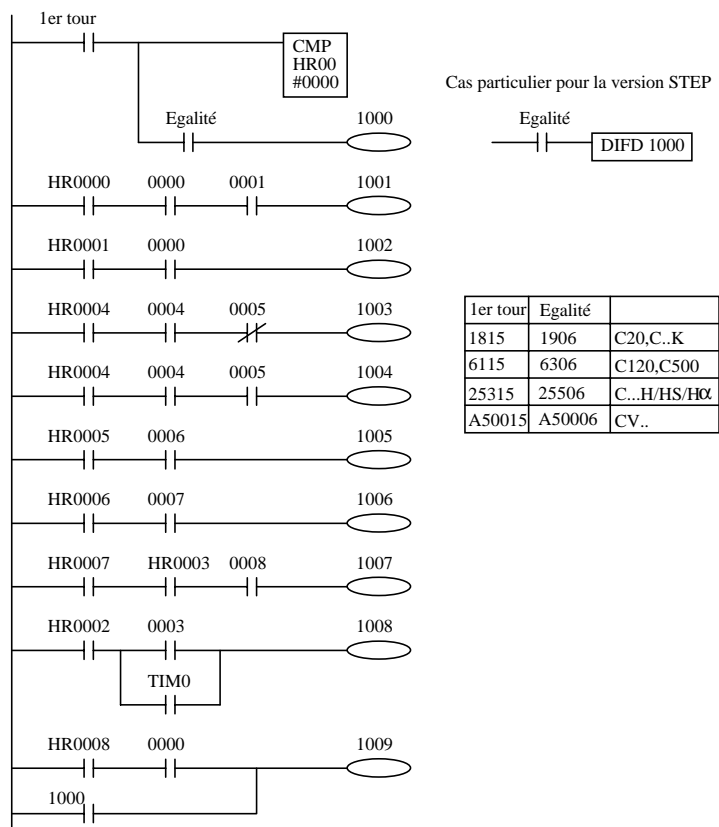 1er tour
CMP
HR00
#0000
Cas particulier pour la version STEP
Egalité 1000
Egalité
DIFD 1000
HR0000 0000 0001 1001
HR0001 0000 1002
HR0004 0004 0005 1003
1er tour Egalité
1815 1906 C20,C..K
6115 6306 C120,C500
25315 25506 C...H/HS/Hα
A50015 A50006 CV..
HR0004 0004 0005 1004
HR0005 0006 1005
HR0006 0007 1006
HR0007 HR0003 0008 1007
HR0002 0003 1008
TIM0
HR0008 0000 1009
1000